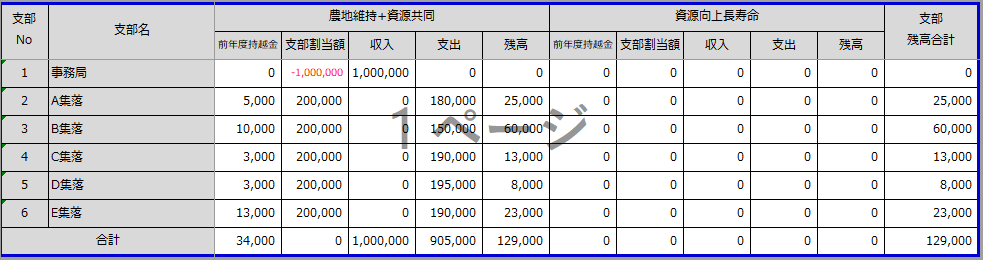 支部 No 支部名 農地維持+資源共同 資源向上長寿命 支部 残高合計
前年度持越金 支部割当額 収入 支出 残高 前年度持越金 支部割当額 収入 支出 残高
1 事務局 0 -1,000,000 1,000,000 0 0 0 0 0 0 0 0
2 A集落 5,000 200,000 0 180,000 25,000 0 0 0 0 0 25,000
3 B集落 10,000 200,000 0 150,000 60,000 0 0 0 0 0 60,000
4 C集落 3,000 200,000 0 190,000 13,000 0 0 0 0 0 13,000
5 D集落 3,000 200,000 0 195,000 8,000 0 0 0 0 0 8,000
6 E集落 13,000 200,000 0 190,000 23,000 0 0 0 0 0 23,000
合計 34,000 0 1,000,000 905,000 129,000 0 0 0 0 0 129,000
1 ページ